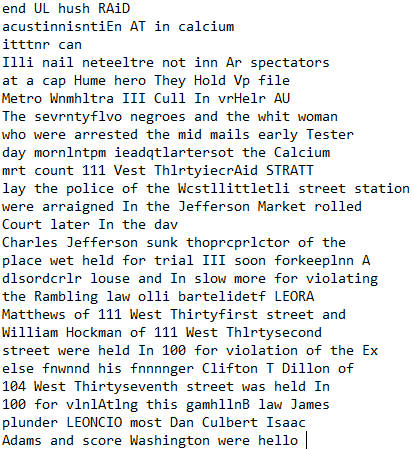 end UL hush RAiD
acustinnisntiEn AT in calcium
itttnr can
Illi nail neteeltre not inn Ar spectators
at a cap Hume hero They Hold Vp file
Metro Wnmhltra III Cull In vrHelr AU
The sevrntyflvo negroes and the whit woman
who were arrested the mid mails early Tester
day mornlntpm ieadqtlartersot the Calcium
mrt count 111 Vest ThlrtyiecrAid STRATT
lay the police of the Wcstllittletli street station
were arraigned In the Jefferson Market rolled
Court later In the dav
Charles Jefferson sunk thoprcprlctor of the
place wet held for trial III soon forkeeplnn A
dlsordcrlr louse and In slow more for violating
the Rambling law olli bartelidetf LEORA
Matthews of 111 West Thirtyfirst street and
William Hockman of 111 West Thlrtysecond
street were held In 100 for violation of the Ex
else fnwnnd his fnnnnger Clifton T Dillon of
104 West Thirtyseventh street was held In
100 for vlnlAtlng this gamhllnB law James
plunder LEONCIO most Dan Culbert Isaac
Adams and score Washington were hello